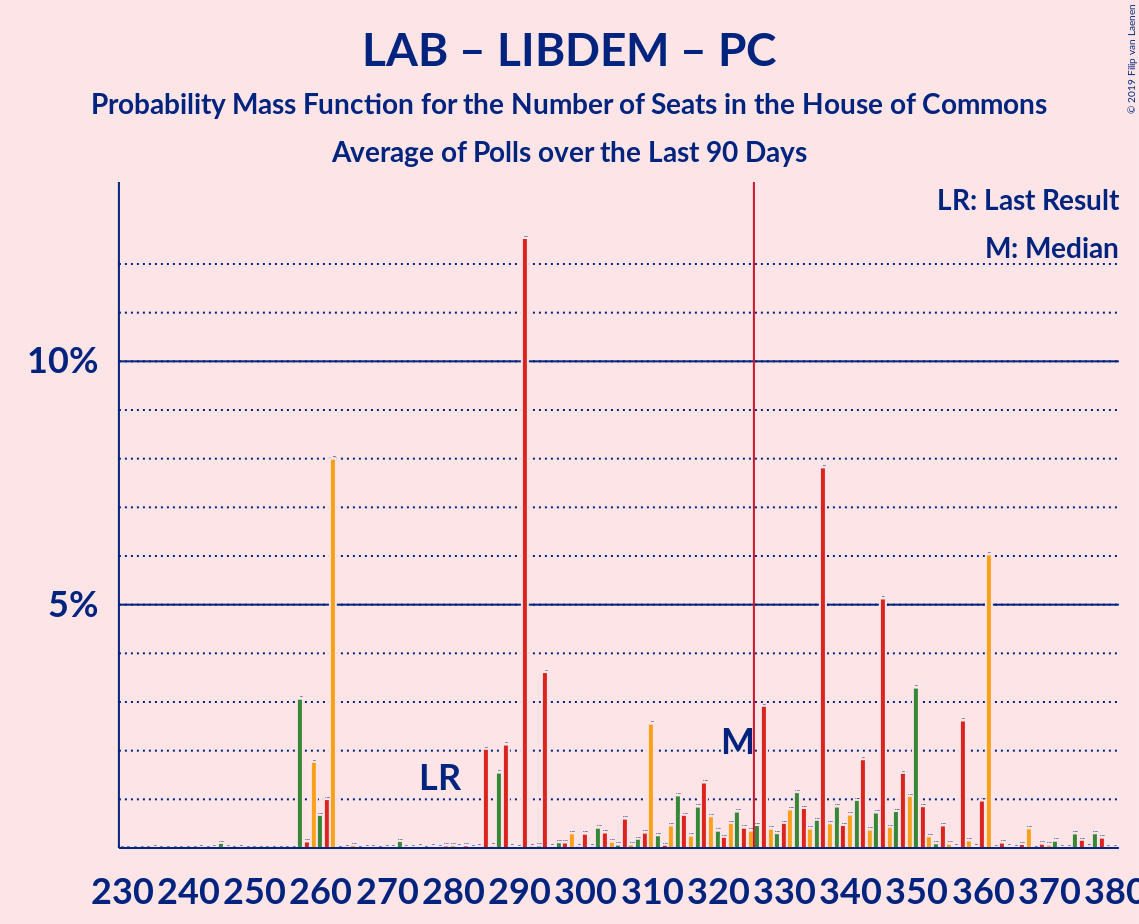 LAB – LIBDEM – PC
Probability Mass Function for the Number of Seats in the House of Commons
Average of Polls over the Last 90 Days
© 2019 Filip van Laenen
LR: Last Result
M: Median
10%
5%
LR
M
230 240 250 260 270 280 290 300 310 320 330 340 350 360 370 380